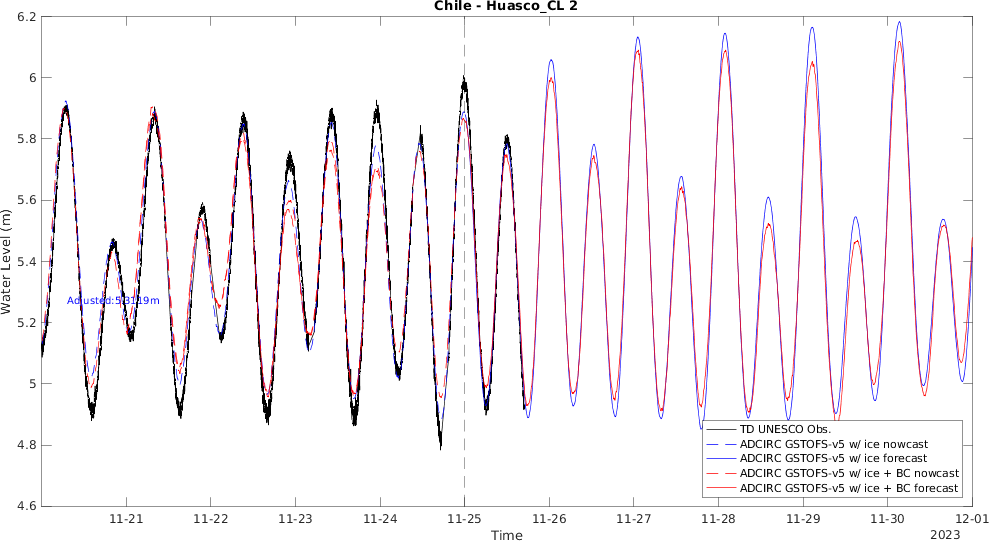 Chile - Huasco_CL 2
6.2
6
5.8
5.6
5.4
5.2
5
4.8
4.6
Water Level (m)
Adjusted:5.3119m
TD UNESCO Obs.
ADCIRC GSTOFS-v5 w/ ice nowcast
ADCIRC GSTOFS-v5 w/ ice forecast
ADCIRC GSTOFS-v5 w/ ice + BC nowcast
ADCIRC GSTOFS-v5 w/ ice + BC forecast
11-21 11-22 11-23 11-24 11-25 11-26 11-27 11-28 11-29 11-30 12-01
Time
2023